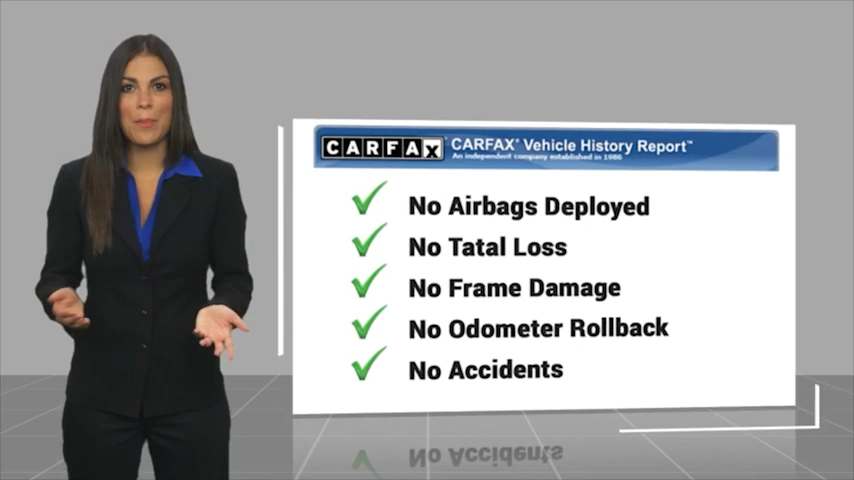 CARFAX CARFAX® Vehicle History Report™
An independent company established in 1986
No Airbags Deployed
No Tatal Loss
No Frame Damage
No Odometer Rollback
No Accidents
No Accidents